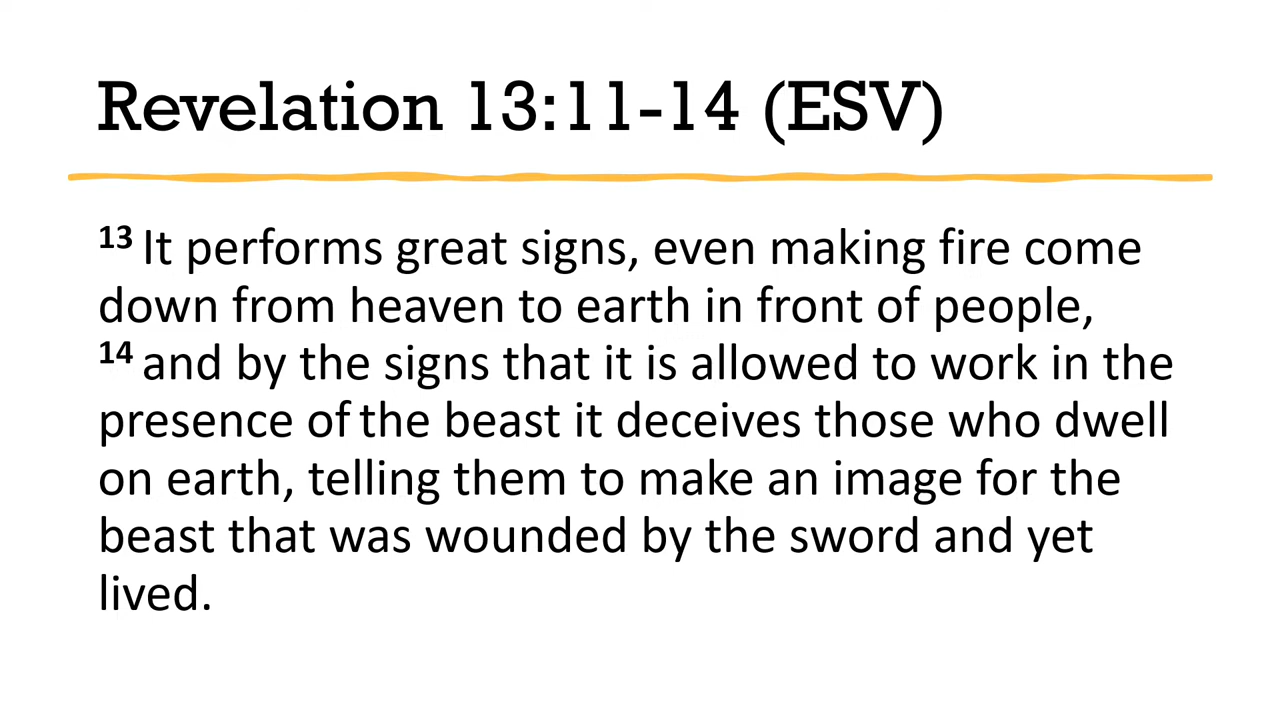 Revelation 13:11-14 (ESV)
13 It performs great signs, even making fire come
down from heaven to earth in front of people,
14 and by the signs that it is allowed to work in the
presence of the beast it deceives those who dwell
on earth, telling them to make an image for the
beast that was wounded by the sword and yet
lived.